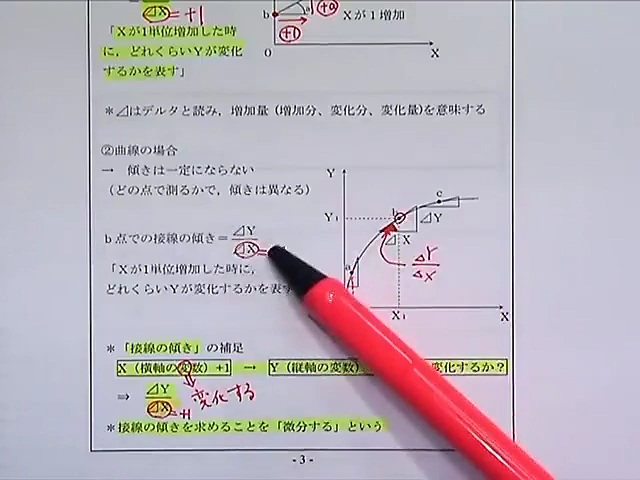 ⊿X=+1
b a +α Xが1増加
+1
「Xが1単位増加した時
に、どれくらいYが変化
するかを表す」
0 X
*⊿はデルタと読み,増加量(増加分、変化分、変化量)を意味する
②曲線の場合
→ 傾きは一定にならない
(どの点で測るかで,傾きは異なる)
Y
c
Y₁ b ⊿Y
⊿X
b点での接線の傾き=⊿Y
⊿X=
⊿Y
⊿X
「Xが1単位増加した時に,
a
どれくらいYが変化するかを表す
X₁ X
*「接線の傾き」の補足
X(横軸の変数)+1 → Y(縦軸の変数) 変化するか?
変化する
⇒ ⊿Y
⊿X=+1
*接線の傾きを求めることを「微分する」という
- 3 -